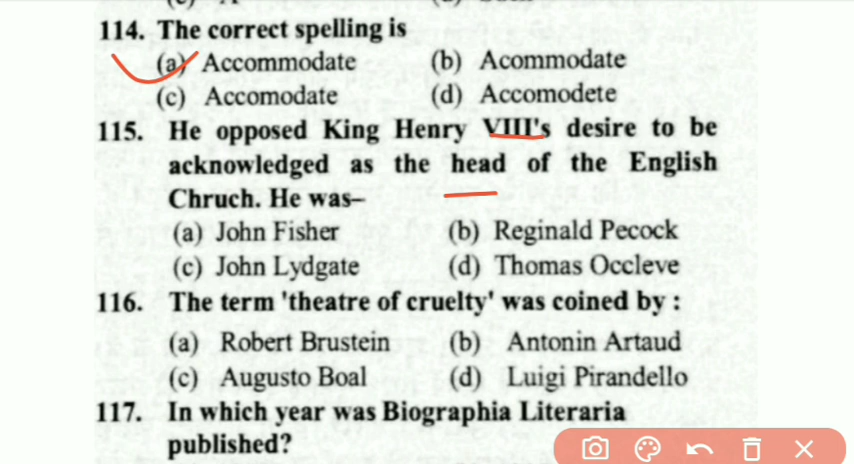 114. The correct spelling is
(a) Accommodate (b) Acommodate
(c) Accomodate (d) Accomodete
115. He opposed King Henry VIII's desire to be
acknowledged as the head of the English
Chruch. He was–
(a) John Fisher (b) Reginald Pecock
(c) John Lydgate (d) Thomas Occleve
116. The term 'theatre of cruelty' was coined by :
(a) Robert Brustein (b) Antonin Artaud
(c) Augusto Boal (d) Luigi Pirandello
117. In which year was Biographia Literaria
published?